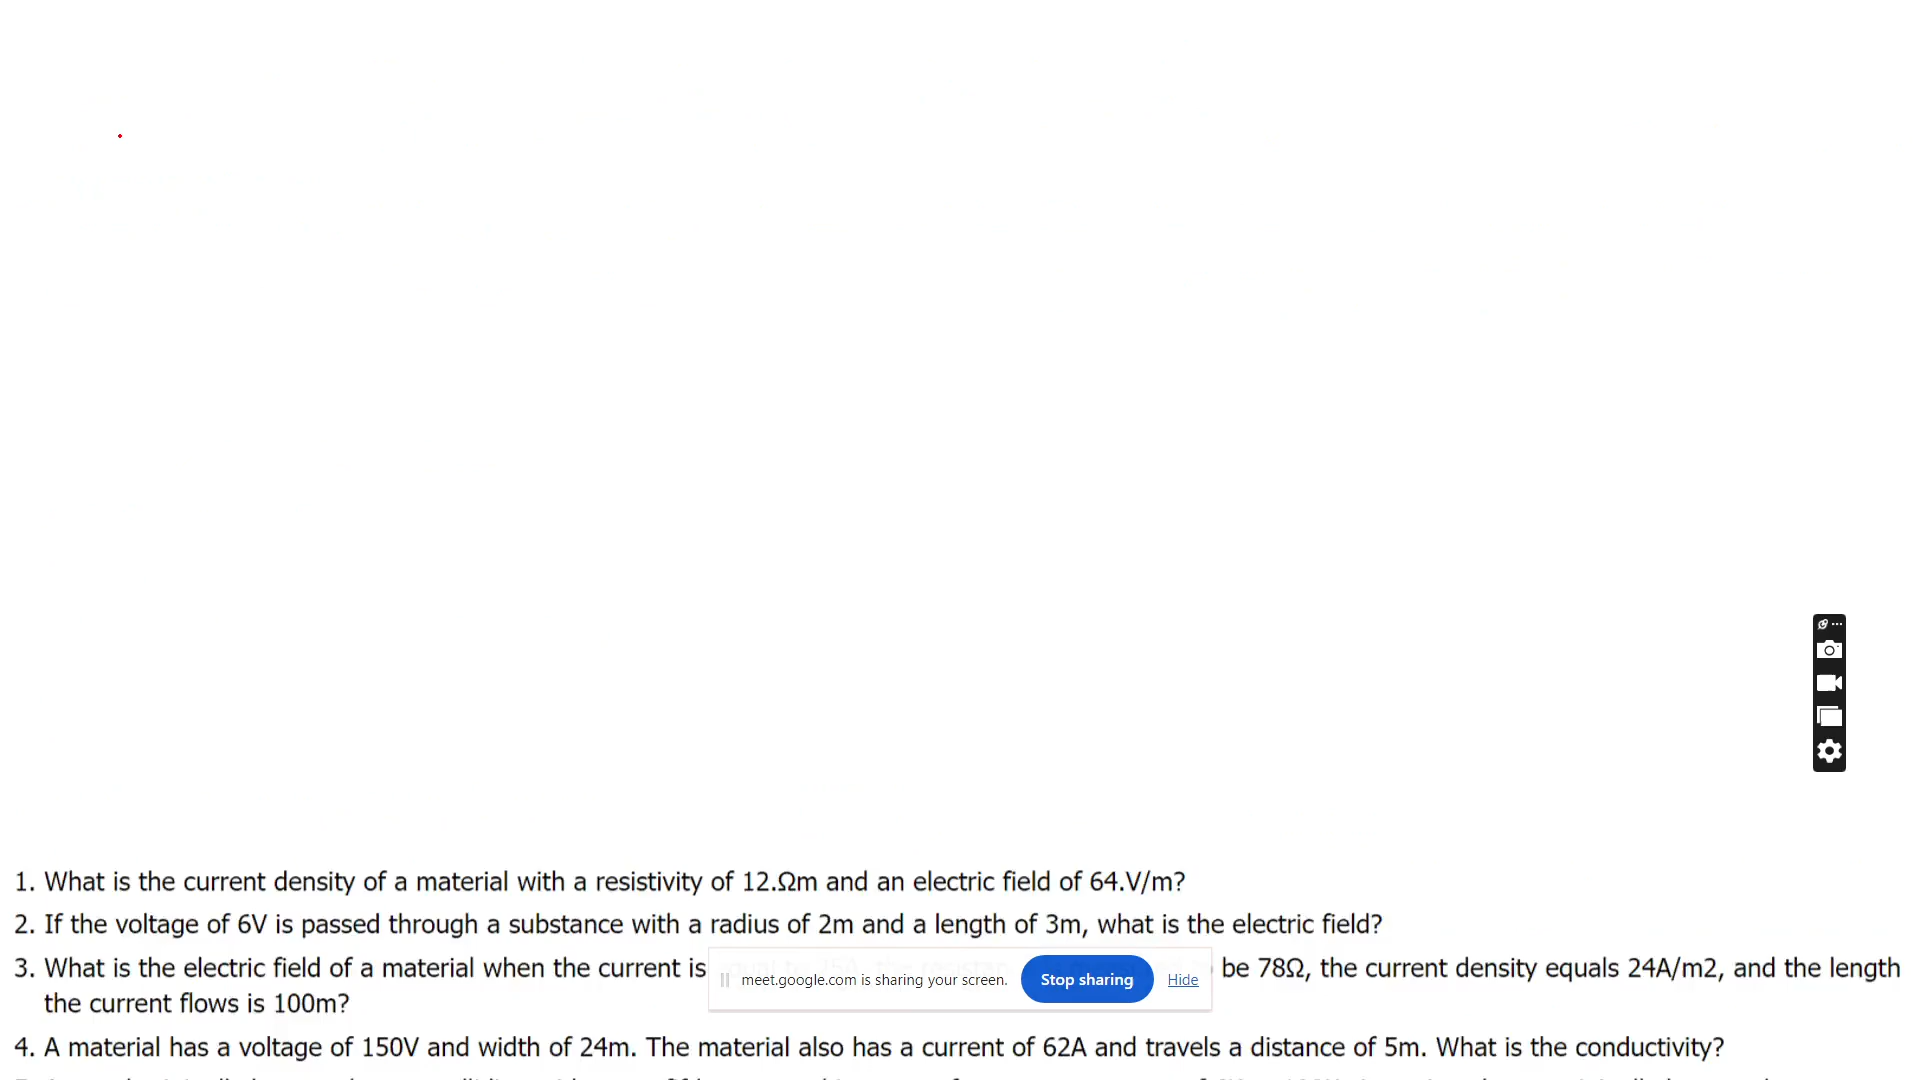 1. What is the current density of a material with a resistivity of 12.Ωm and an electric field of 64.V/m?
2. If the voltage of 6V is passed through a substance with a radius of 2m and a length of 3m, what is the electric field?
3. What is the electric field of a material when the current is be 78Ω, the current density equals 24A/m2, and the length
meet.google.com is sharing your screen. Stop sharing Hide
the current flows is 100m?
4. A material has a voltage of 150V and width of 24m. The material also has a current of 62A and travels a distance of 5m. What is the conductivity?